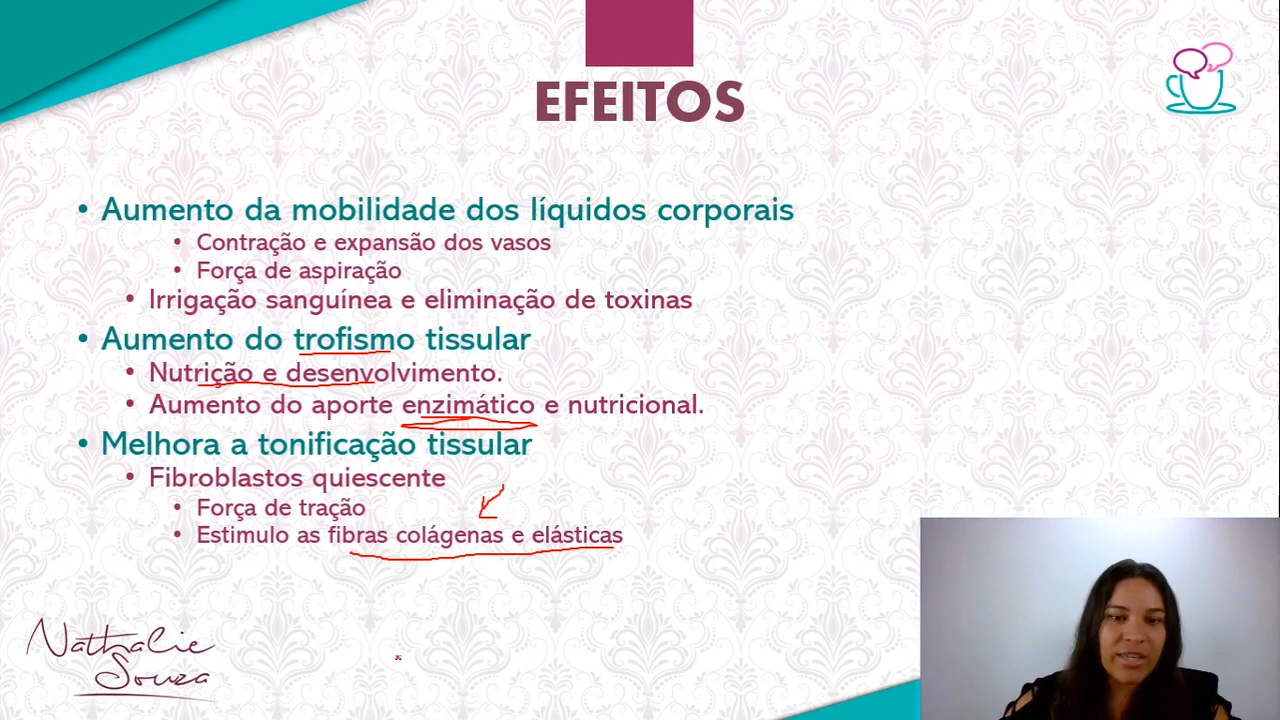 EFEITOS
• Aumento da mobilidade dos líquidos corporais
• Contração e expansão dos vasos
• Força de aspiração
• Irrigação sanguínea e eliminação de toxinas
• Aumento do trofismo tissular
• Nutrição e desenvolvimento.
• Aumento do aporte enzimático e nutricional.
• Melhora a tonificação tissular
• Fibroblastos quiescente
• Força de tração
• Estimulo as fibras colágenas e elásticas
Nathalie
Souza